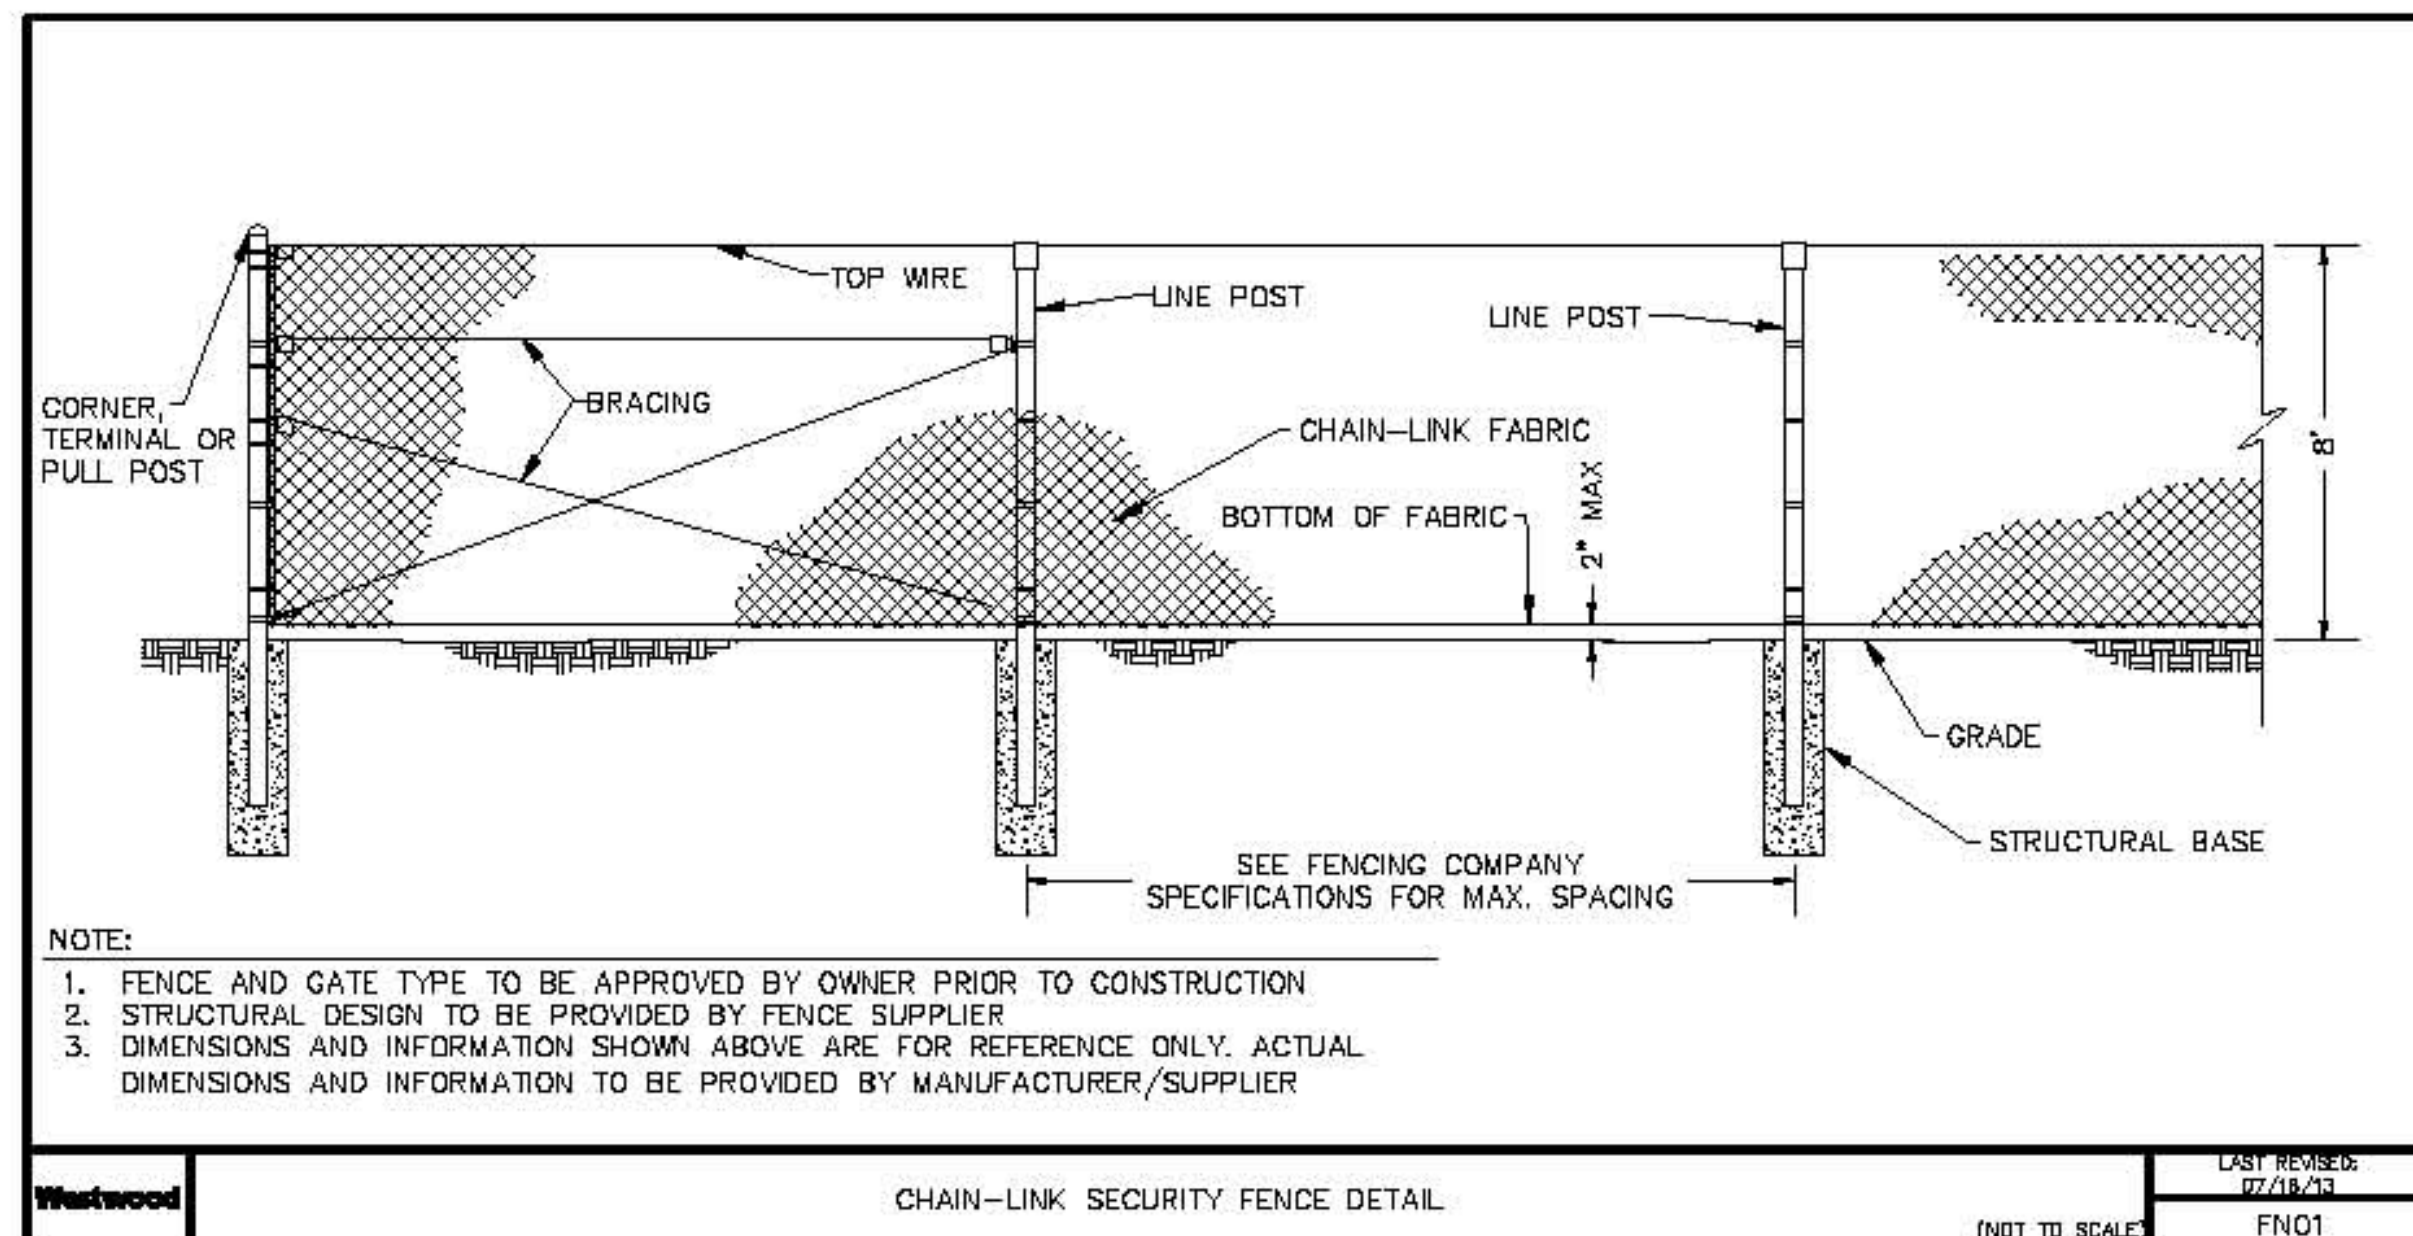 TOP WIRE
LINE POST
LINE POST
BRACING
CORNER,
TERMINAL OR
PULL POST
CHAIN-LINK FABRIC
BOTTOM OF FABRIC
2" MAX
8'
GRADE
STRUCTURAL BASE
SEE FENCING COMPANY
SPECIFICATIONS FOR MAX. SPACING
NOTE:
1. FENCE AND GATE TYPE TO BE APPROVED BY OWNER PRIOR TO CONSTRUCTION
2. STRUCTURAL DESIGN TO BE PROVIDED BY FENCE SUPPLIER
3. DIMENSIONS AND INFORMATION SHOWN ABOVE ARE FOR REFERENCE ONLY. ACTUAL
DIMENSIONS AND INFORMATION TO BE PROVIDED BY MANUFACTURER/SUPPLIER
Westwood
CHAIN-LINK SECURITY FENCE DETAIL
(NOT TO SCALE)
LAST REVISED:
FN01